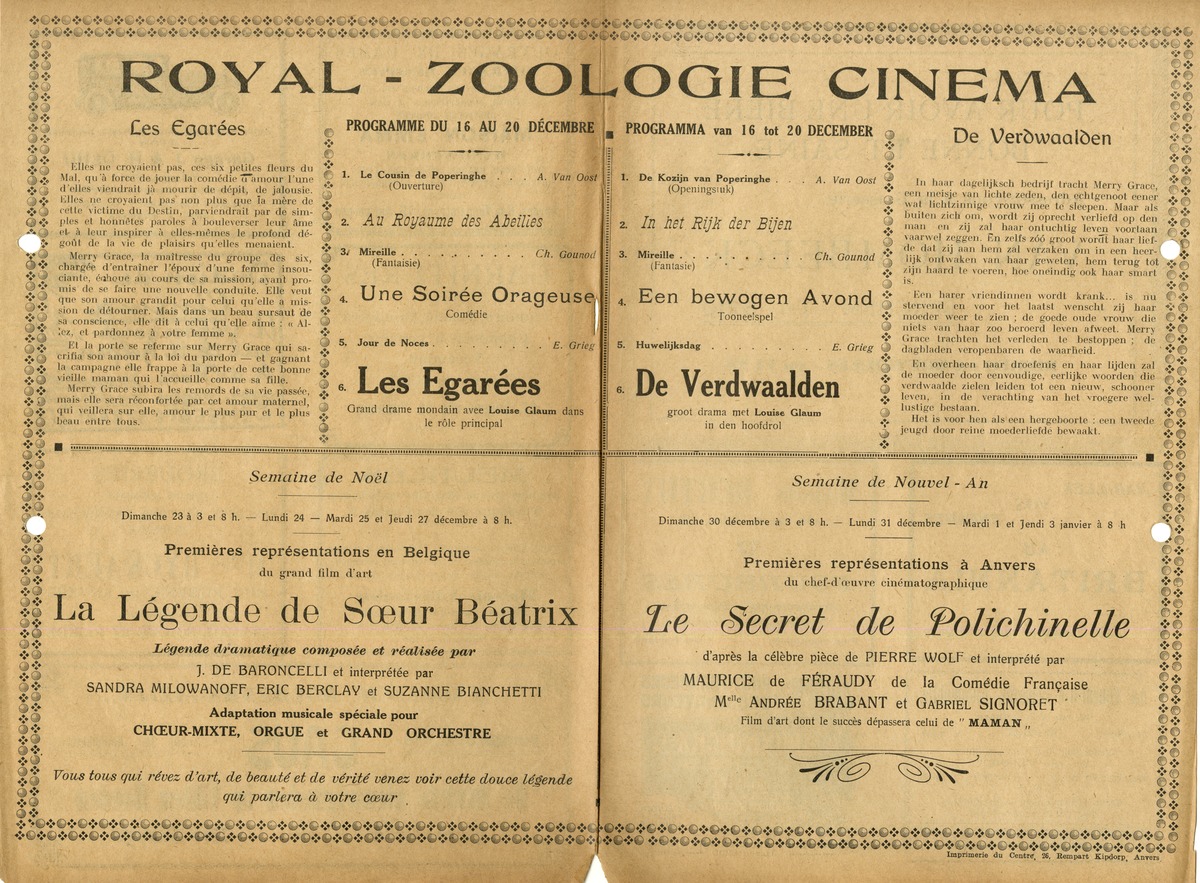 ROYAL - ZOOLOGIE CINEMA
Les Egarées
Elles ne croyaient pas, ces six petites fleurs du
Mal, qu'à force de jouer la comédie d'amour l'une
d'elles viendrait jà mourir de dépit, de jalousie.
Elles ne croyaient pas non plus que la mère de
cette victime du Destin, parviendrait par de sim-
ples et honnêtes paroles à bouleverser leur âme
et à leur inspirer à elles-mêmes le profond dé-
goût de la vie de plaisirs qu'elles menaient.
Merry Grace, la maîtresse du groupe des six,
chargée d'entraîner l'époux d'une femme insou-
ciante, échoue au cours de sa mission, ayant pro-
mis de se faire une nouvelle conduite. Elle veut
que son amour grandit pour celui qu'elle a mis-
sion de détourner. Mais dans un beau sursaut de
sa conscience, elle dit à celui qu'elle aime : « Al-
lez, et pardonnez à votre femme ».
Et la porte se referme sur Merry Grace qui sa-
crifia son amour à la loi du pardon — et gagnant
la campagne elle frappe à la porte de cette bonne
vieille maman qui l'accueille comme sa fille.
Merry Grace subira les remords de sa vie passée,
mais elle sera réconfortée par cet amour maternel,
qui veillera sur elle, amour le plus pur et le plus
beau entre tous.
PROGRAMME DU 16 AU 20 DÉCEMBRE
1. Le Cousin de Poperinghe . . . A. Van Oost
(Ouverture)
2. Au Royaume des Abeilles
3. Mireille . . . . . . . . . . Ch. Gounod
(Fantaisie)
4. Une Soirée Orageuse
Comédie
5. Jour de Noces . . . . . . . . E. Grieg
6. Les Egarées
Grand drame mondain avec Louise Glaum dans
le rôle principal
PROGRAMMA van 16 tot 20 DECEMBER
1. De Kozijn van Poperinghe . . . A. Van Oost
(Openingstuk)
2. In het Rijk der Bijen
3. Mireille . . . . . . . . . . Ch. Gounod
(Fantasie)
4. Een bewogen Avond
Tooneelspel
5. Huwelijksdag . . . . . . . . E. Grieg
6. De Verdwaalden
groot drama met Louise Glaum
in den hoofdrol
De Verdwaalden
In haar dagelijksch bedrijf tracht Merry Grace,
een meisje van lichte zeden, den echtgenoot eener
wat lichtzinnige vrouw mee te sleepen. Maar als
buiten zich om, wordt zij oprecht verliefd op den
man en zij zal haar ontuchtig leven voortaan
vaarwel zeggen. En zelfs zóó groot wordt haar lief-
de dat zij aan hem zal verzaken om in een heer-
lijk ontwaken van haar geweten, hem terug tot
zijn haard te voeren, hoe oneindig ook haar smart
is.
Een harer vriendinnen wordt krank... is nu
stervend en voor het laatst wenscht zij haar
moeder weer te zien ; de goede oude vrouw die
niets van haar zoo beroerd leven afweet. Merry
Grace trachten het verleden te bestoppen ; de
dagbladen veropenbaren de waarheid.
En overheen haar droefenis en haar lijden zal
de moeder door eenvoudige, eerlijke woorden die
verdwaalde zielen leiden tot een nieuw, schooner
leven, in de verachting van het vroegere wel-
lustige bestaan.
Het is voor hen als een hergeboorte : een tweede
jeugd door reine moederliefde bewaakt.
Semaine de Noël
Dimanche 23 à 3 et 8 h. — Lundi 24 — Mardi 25 et Jeudi 27 décembre à 8 h.
Premières représentations en Belgique
du grand film d'art
La Légende de Sœur Béatrix
Légende dramatique composée et réalisée par
J. DE BARONCELLI et interprétée par
SANDRA MILOWANOFF, ERIC BERCLAY et SUZANNE BIANCHETTI
Adaptation musicale spéciale pour
CHŒUR-MIXTE, ORGUE et GRAND ORCHESTRE
Vous tous qui rêvez d'art, de beauté et de vérité venez voir cette douce légende
qui parlera à votre cœur
Semaine de Nouvel - An
Dimanche 30 décembre à 3 et 8 h. — Lundi 31 décembre — Mardi 1 et Jendi 3 janvier à 8 h
Premières représentations à Anvers
du chef-d'œuvre cinématographique
Le Secret de Polichinelle
d'après la célèbre pièce de PIERRE WOLF et interprété par
MAURICE de FÉRAUDY de la Comédie Française
Melle ANDRÉE BRABANT et GABRIEL SIGNORET
Film d'art dont le succès dépassera celui de " MAMAN „
Imprimerie du Centre, 26, Rempart Kipdorp, Anvers